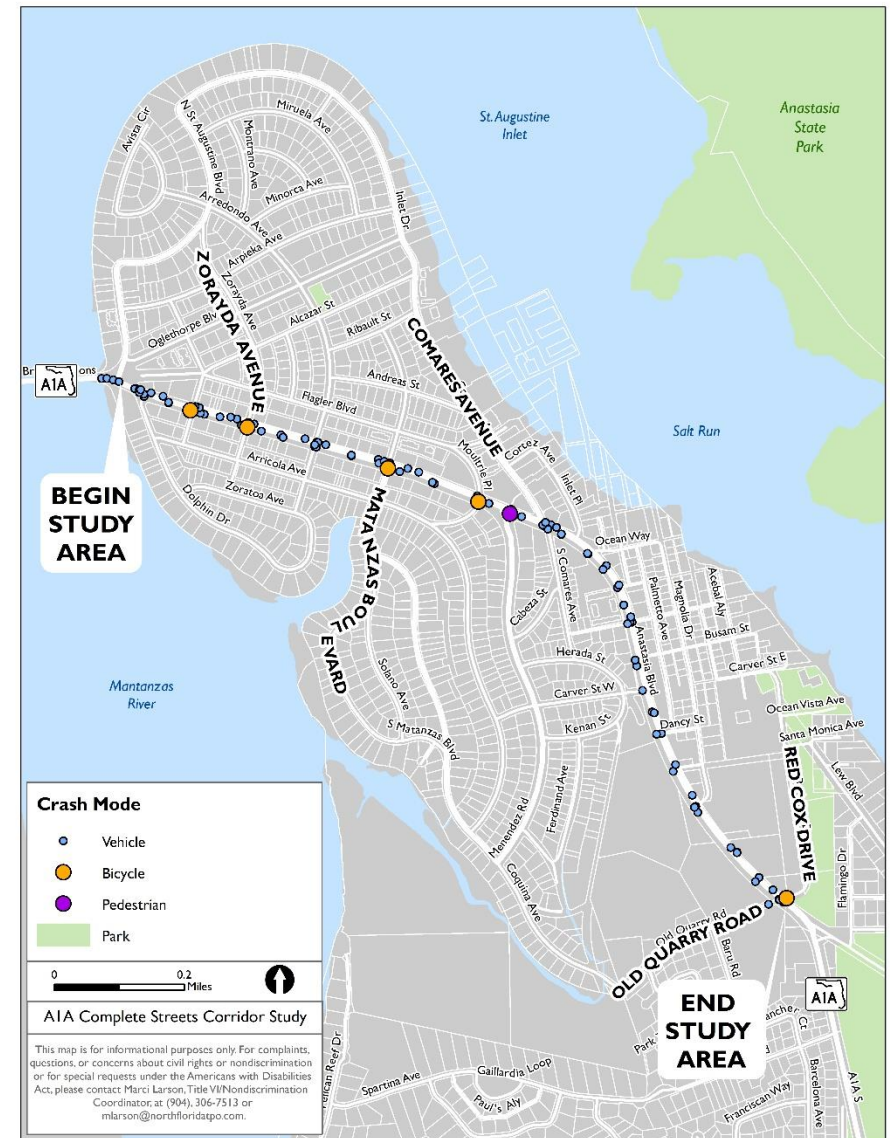 St. Augustine
Inlet
Anastasia
State
Park
Avista Cir
N St Augustine Blvd
Miruela Ave
Montrano Ave
Minorca Ave
Inlet Dr
Arredondo Ave
Arpieka Ave
ZORAYDA AVENUE
Zorayda Ave
Oglethorpe Blv
Alcazar St
Ribault St
COMARES AVENUE
Br
A1A
ons
Andreas St
Flagler Blvd
Salt Run
Moultrie Pl
Cortez Ave
Arricola Ave
Inlet Pl
BEGIN
STUDY
AREA
Zoratoa Ave
Dolphin Dr
MATANZAS BOULEVARD
Ocean Way
S Comares Ave
Cabeza St
Palmetto Ave
Magnolia Dr
Acebal Aly
Anastasia Blvd
Busam St
Herada St
Carver St E
Solano Ave
Carver St W
Mantanzas
River
Ocean Vista Ave
Dancy St
Kenan St
Santa Monica Ave
S Matanzas Blvd
RED COX DRIVE
Lew Blvd
Ferdinand Ave
Menendez Rd
Flamingo Dr
Coquina Ave
Old Quarry Rd
OLD QUARRY ROAD
Baru Rd
END
STUDY
AREA
A1A
Park
ancher Ct
Gaillardia Loop
Spartina Ave
Paul's Aly
Franciscan Way
Barcelona Ave
A1A S
elican Reef Dr
Crash Mode
Vehicle
Bicycle
Pedestrian
Park
0 0.2
Miles
A1A Complete Streets Corridor Study
This map is for informational purposes only. For complaints,
questions, or concerns about civil rights or nondiscrimination
or for special requests under the Americans with Disabilities
Act, please contact Marci Larson, Title VI/Nondiscrimination
Coordinator, at (904), 306-7513 or
mlarson@northfloridatpo.com.